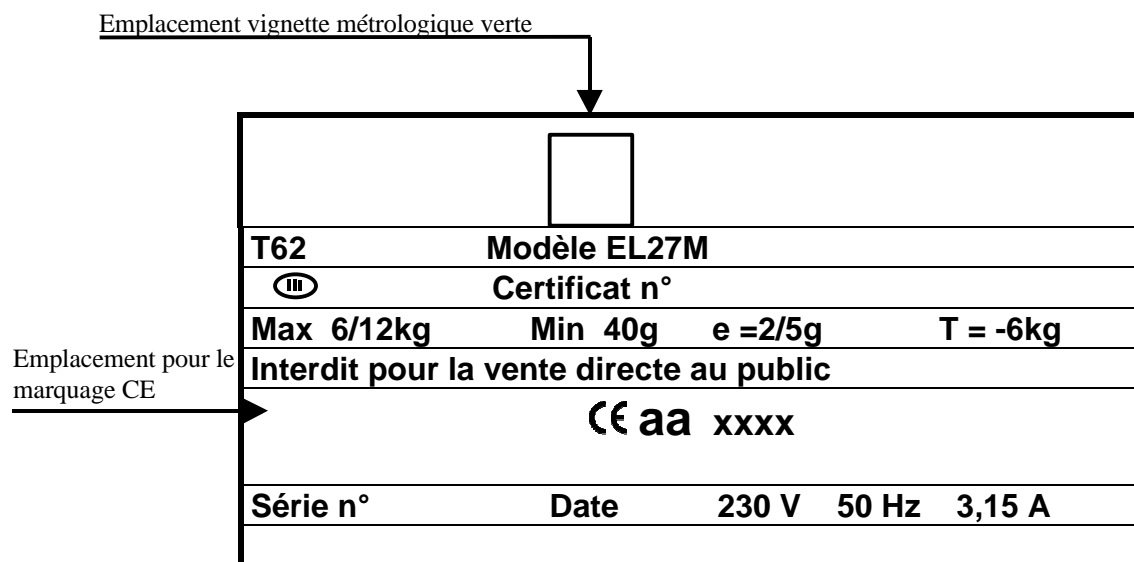 Emplacement vignette métrologique verte
T62 Modèle EL27M
III Certificat n°
Max 6/12kg Min 40g e =2/5g T = -6kg
Emplacement pour le
marquage CE
Interdit pour la vente directe au public
CE aa xxxx
Série n° Date 230 V 50 Hz 3,15 A